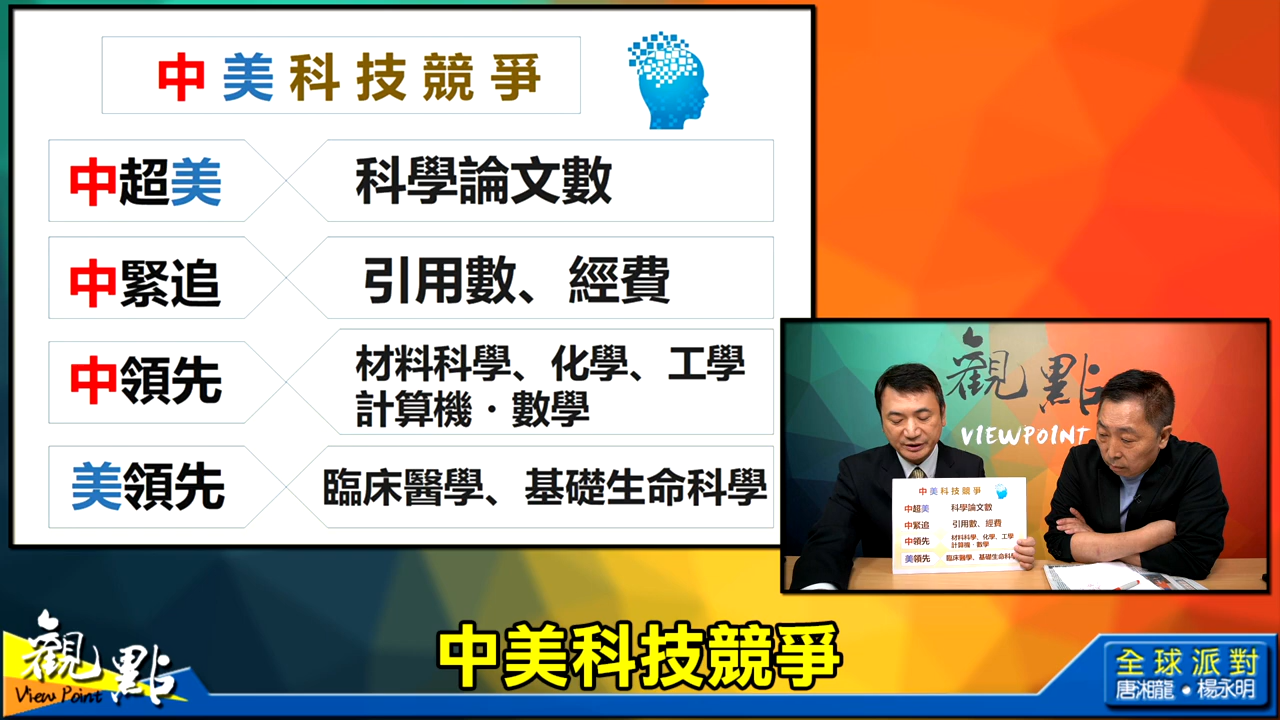 中美科技競爭
中超美
科學論文數
中緊追
引用數、經費
中領先
材料科學、化學、工學
計算機・數學
美領先
臨床醫學、基礎生命科學
觀點
VIEWPOINT
中美科技競爭
中超美
科學論文數
中緊追
引用數、經費
中領先
材料科學、化學、工學
計算機・數學
美領先
臨床醫學、基礎生命科學
觀點
View Point
中美科技競爭
全球派對
唐湘龍・楊永明